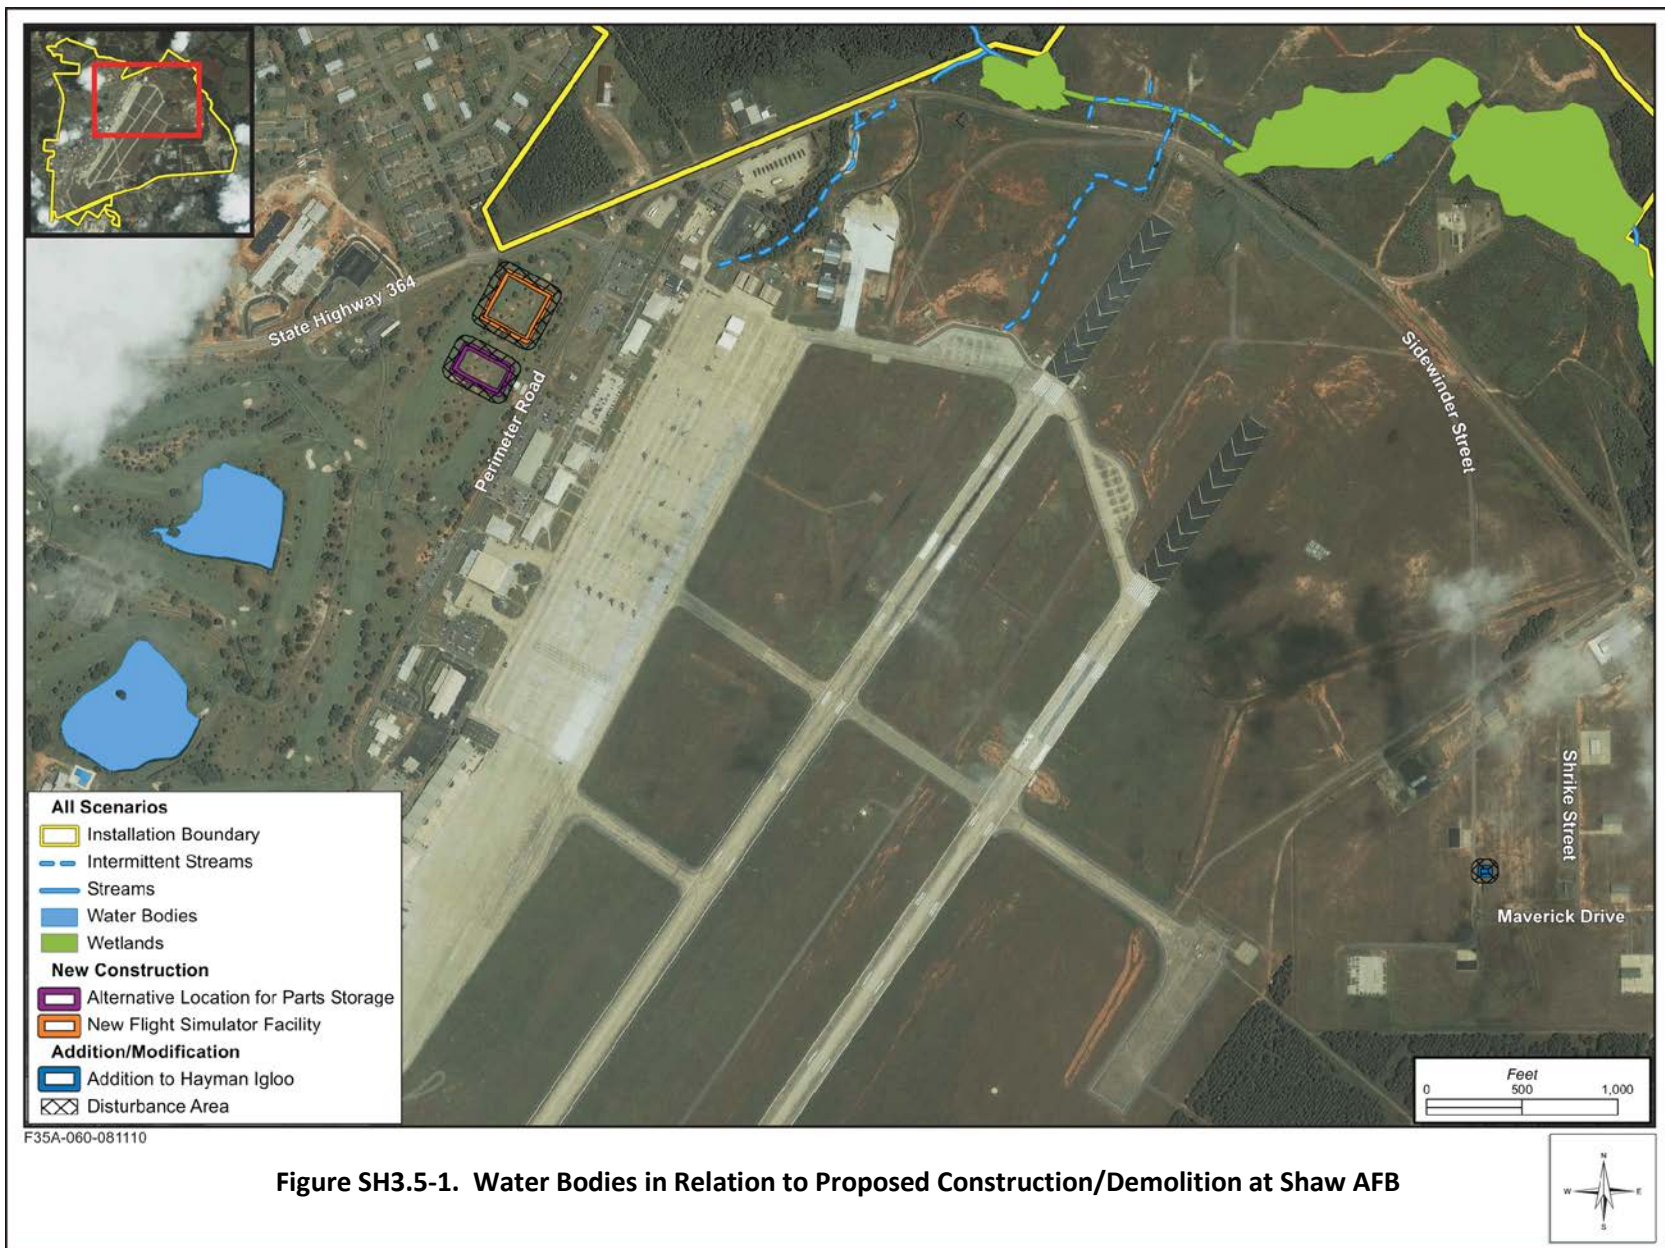 State Highway 364
Perimeter Road
Sidewinder Street
Shrike Street
Maverick Drive
All Scenarios
Installation Boundary
Intermittent Streams
Streams
Water Bodies
Wetlands
New Construction
Alternative Location for Parts Storage
New Flight Simulator Facility
Addition/Modification
Addition to Hayman Igloo
Disturbance Area
Feet
0 500 1,000
F35A-060-081110
Figure SH3.5-1. Water Bodies in Relation to Proposed Construction/Demolition at Shaw AFB
N
W E
S